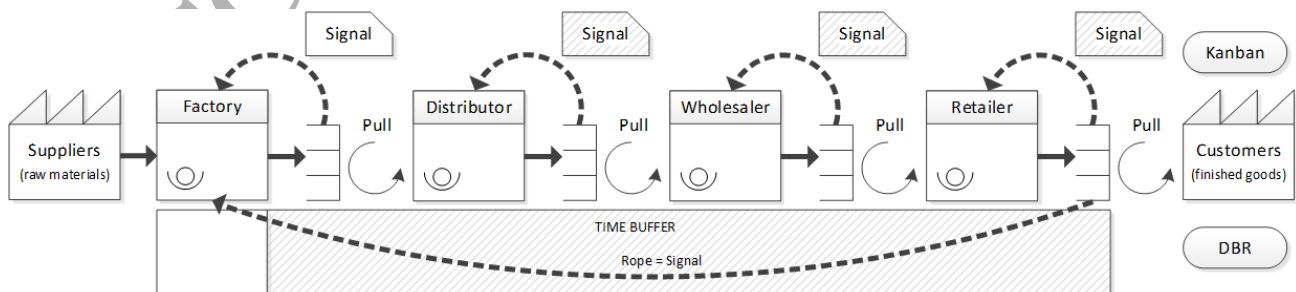 Signal
Signal
Signal
Signal
Kanban
Factory
Distributor
Wholesaler
Retailer
Pull
Pull
Pull
Pull
Suppliers
(raw materials)
Customers
(finished goods)
TIME BUFFER
Rope = Signal
DBR